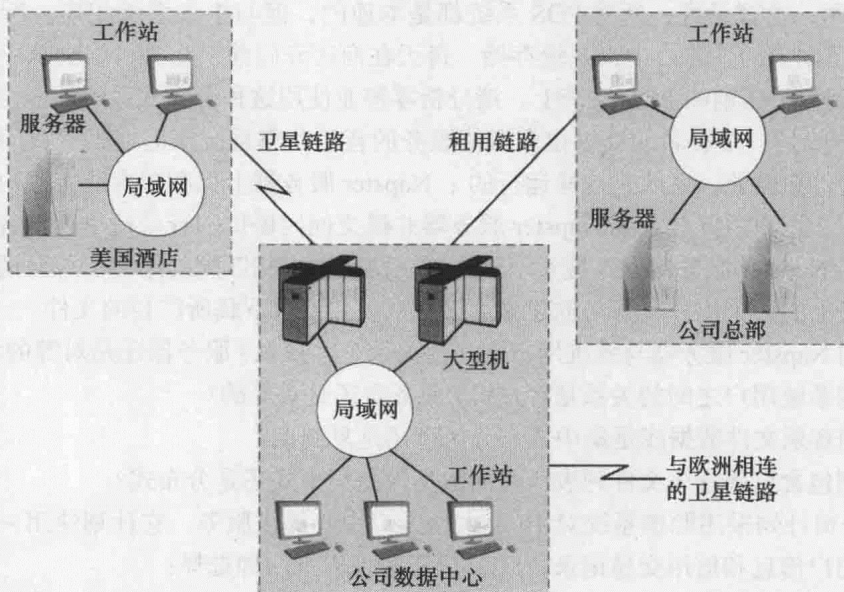 工作站
服务器
局域网
美国酒店
卫星链路
租用链路
工作站
局域网
服务器
公司总部
大型机
局域网
工作站
公司数据中心
与欧洲相连
的卫星链路